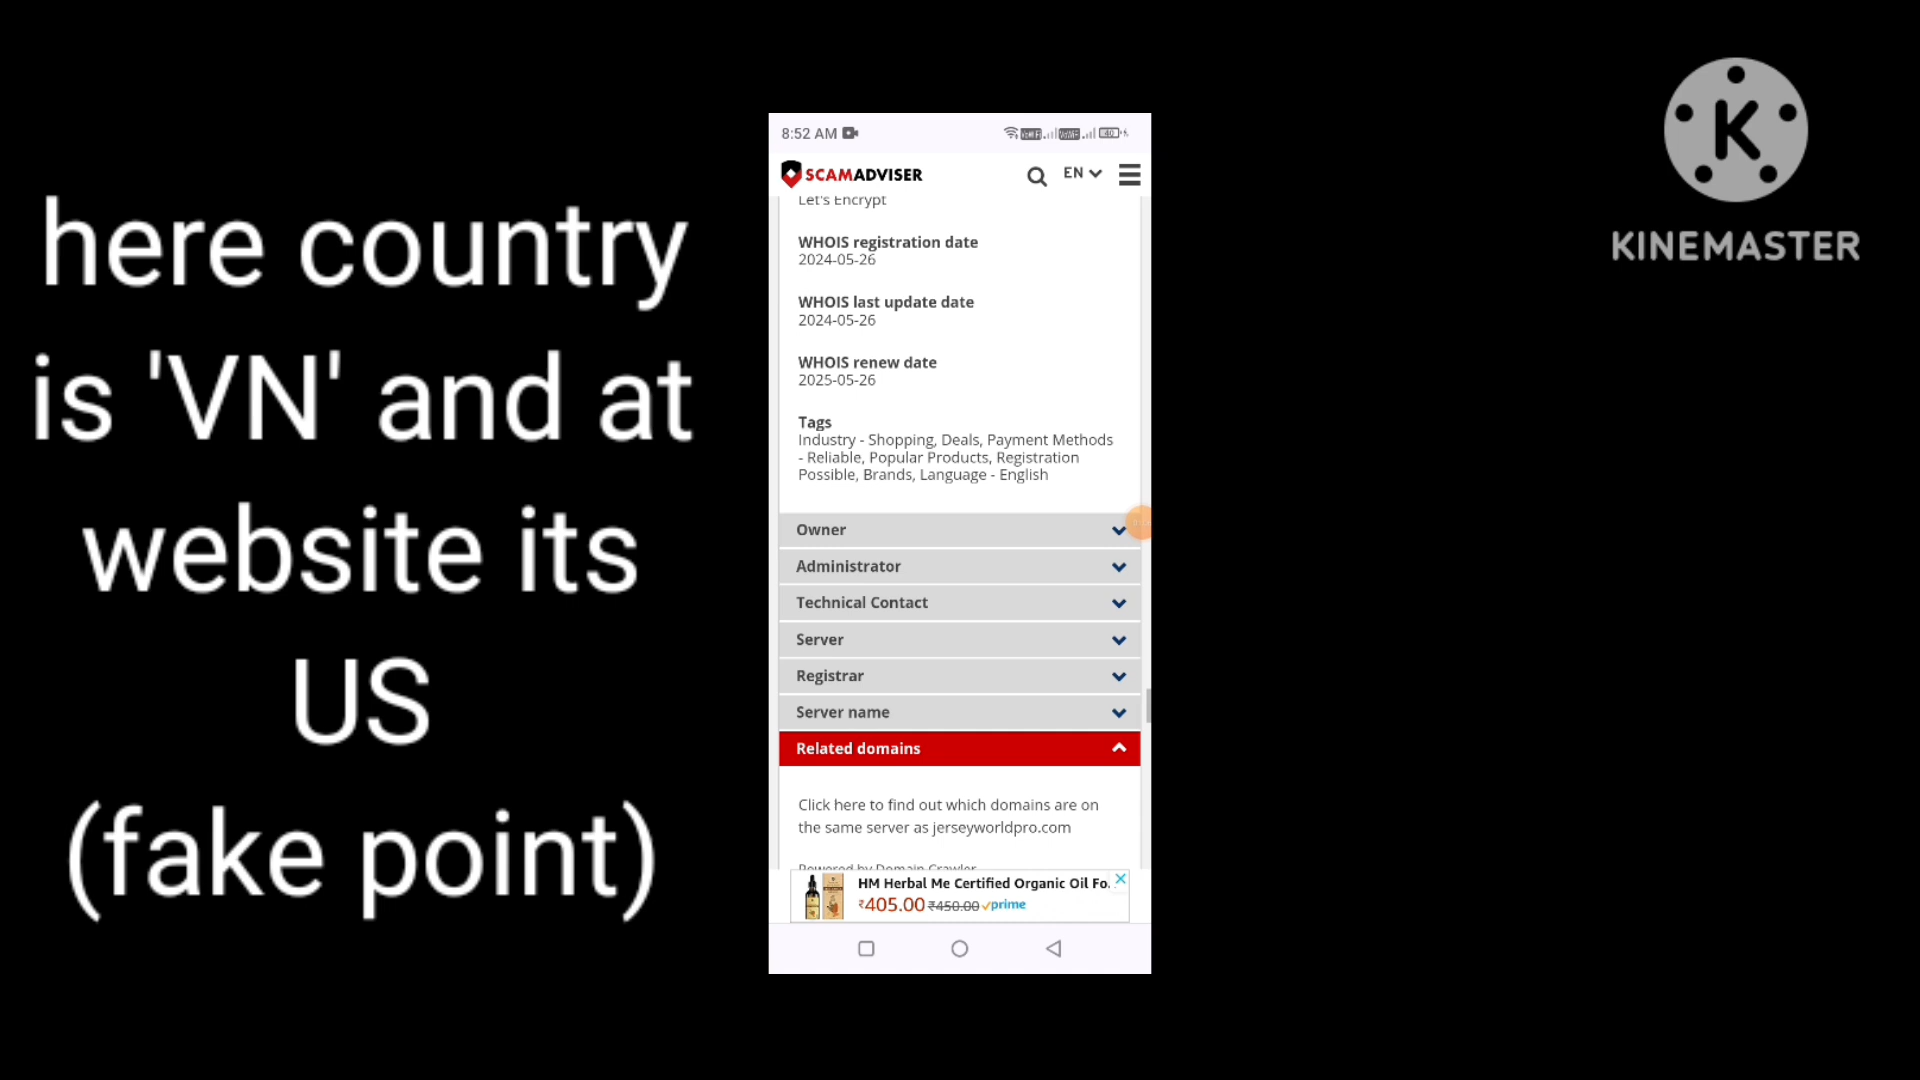 here country
is 'VN' and at
website its
US
(fake point)
8:52 AM
40
SCAMADVISER
EN
Let's Encrypt
WHOIS registration date
2024-05-26
WHOIS last update date
2024-05-26
WHOIS renew date
2025-05-26
Tags
Industry - Shopping, Deals, Payment Methods
- Reliable, Popular Products, Registration
Possible, Brands, Language - English
Owner
Administrator
Technical Contact
Server
Registrar
Server name
Related domains
Click here to find out which domains are on
the same server as jerseyworldpro.com
Powered by Domain Crawler
HM Herbal Me Certified Organic Oil Fo..
₹405.00 ₹450.00 prime
K
KINEMASTER